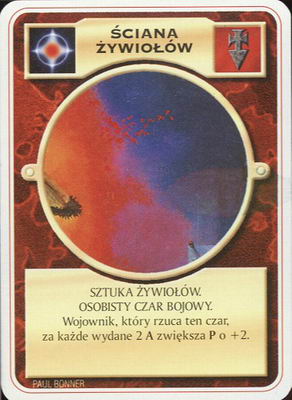 ŚCIANA
ŻYWIOŁÓW
SZTUKA ŻYWIOŁÓW.
OSOBISTY CZAR BOJOWY.
Wojownik, który rzuca ten czar,
za każde wydane 2 A zwiększa P o +2.
PAUL BONNER